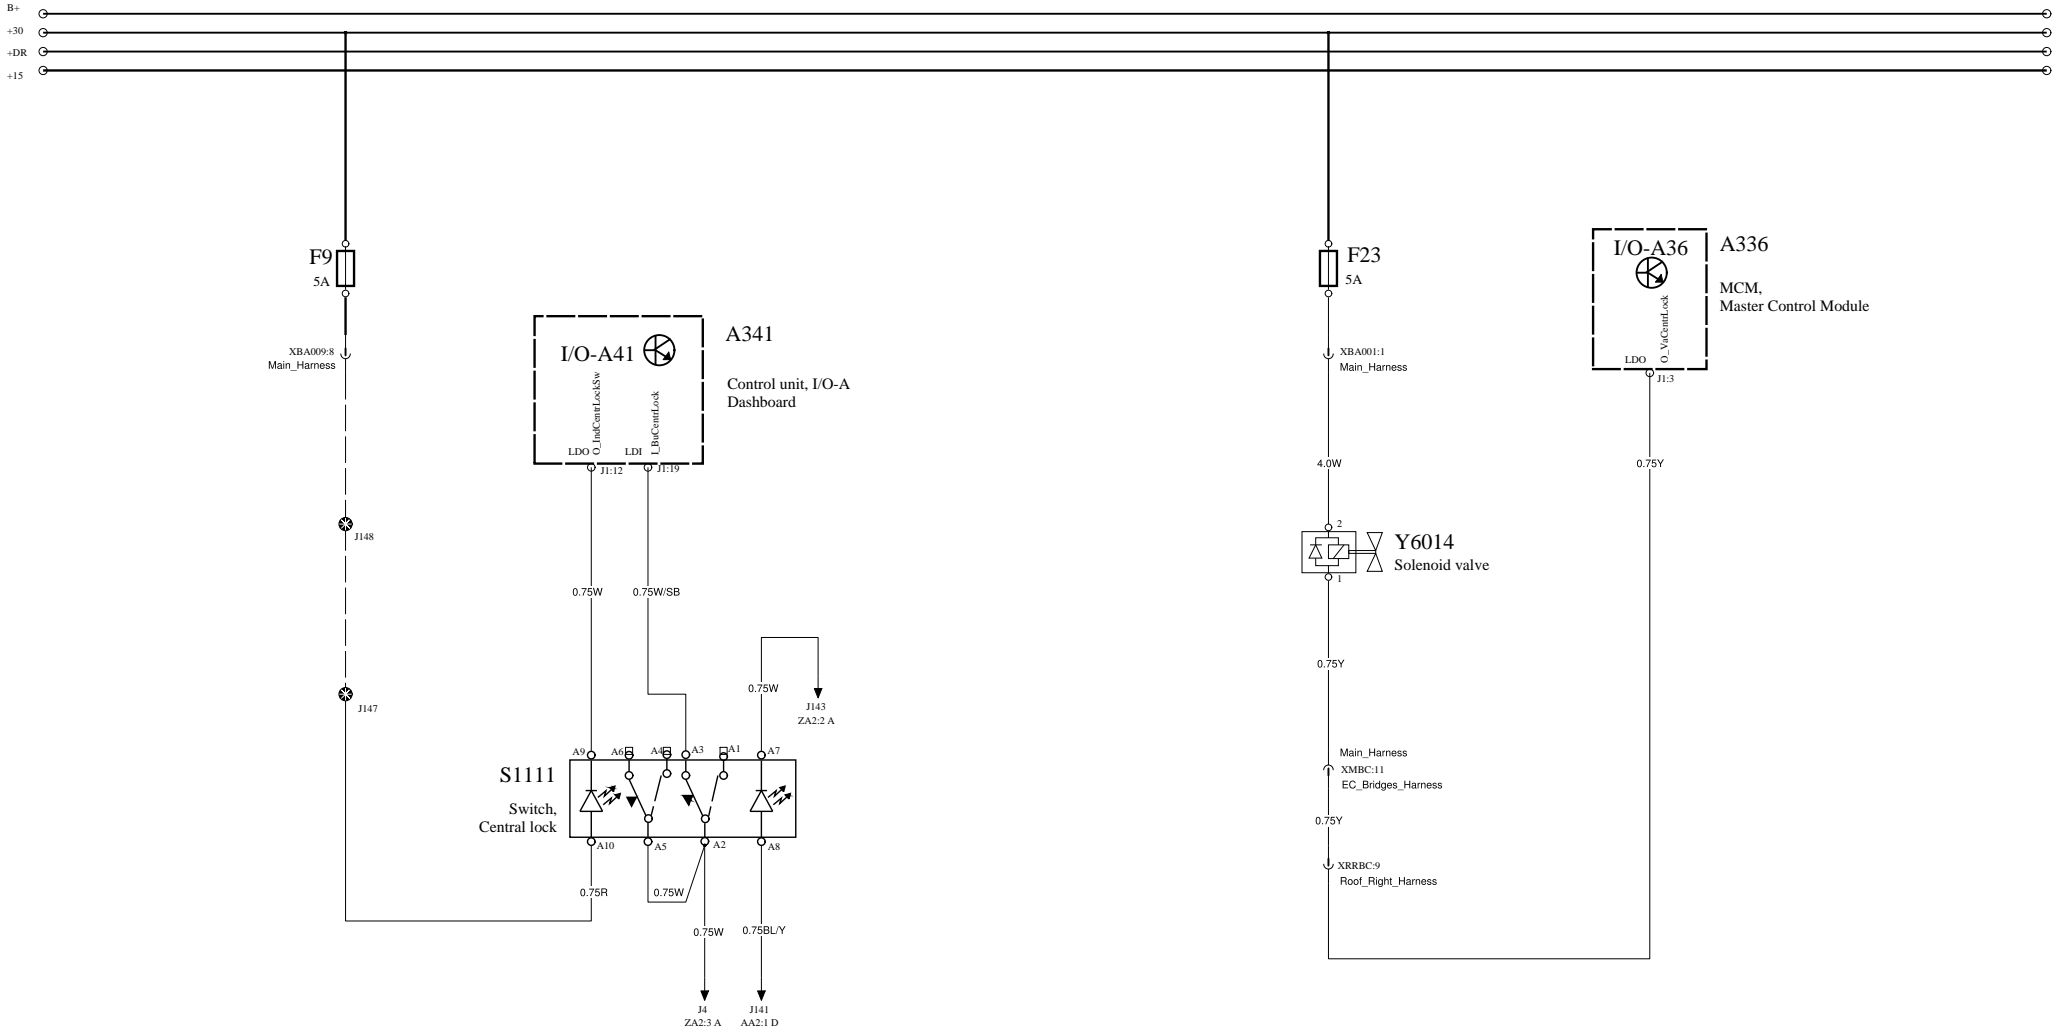 B+
+30
+DR
+15
F9
5A
XBA009:8
Main_Harness
J148
J147
I/O-A41
A341
Control unit, I/O-A
Dashboard
O_IndCentrLockSw
I_BuCentrLock
LDO
LDI
J1:12
J1:19
0.75W
0.75W/SB
0.75W
J143
ZA2:2 A
A9
A6
A4
A3
A1
A7
S1111
Switch,
Central lock
A10
A5
A2
A8
0.75R
0.75W
0.75W
0.75BL/Y
J4
ZA2:3 A
J141
AA2:1 D
F23
5A
XBA001:1
Main_Harness
4.0W
2
Y6014
Solenoid valve
1
0.75Y
Main_Harness
XMBC:11
EC_Bridges_Harness
0.75Y
XRRBC:9
Roof_Right_Harness
I/O-A36
A336
MCM,
Master Control Module
O_VaCentrLock
LDO
J1:3
0.75Y